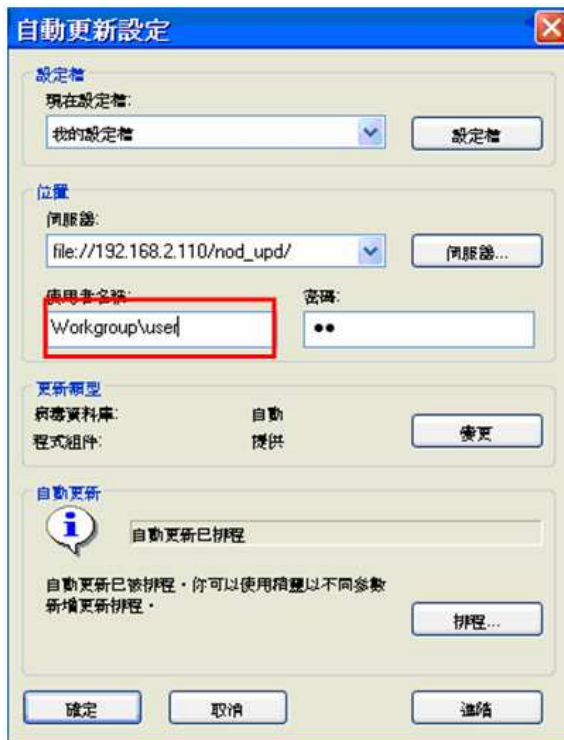 自動更新設定
設定檔
現在設定檔:
我的設定檔
設定檔
位置
伺服器:
file://192.168.2.110/nod_upd/
伺服器...
使用者名稱:
密碼:
Workgroup\user
更新類型
病毒資料庫:
自動
程式組件:
提供
變更
自動更新
自動更新已排程
自動更新已被排程。你可以使用精靈以不同參數
新增更新排程。
排程...
確定
取消
進階